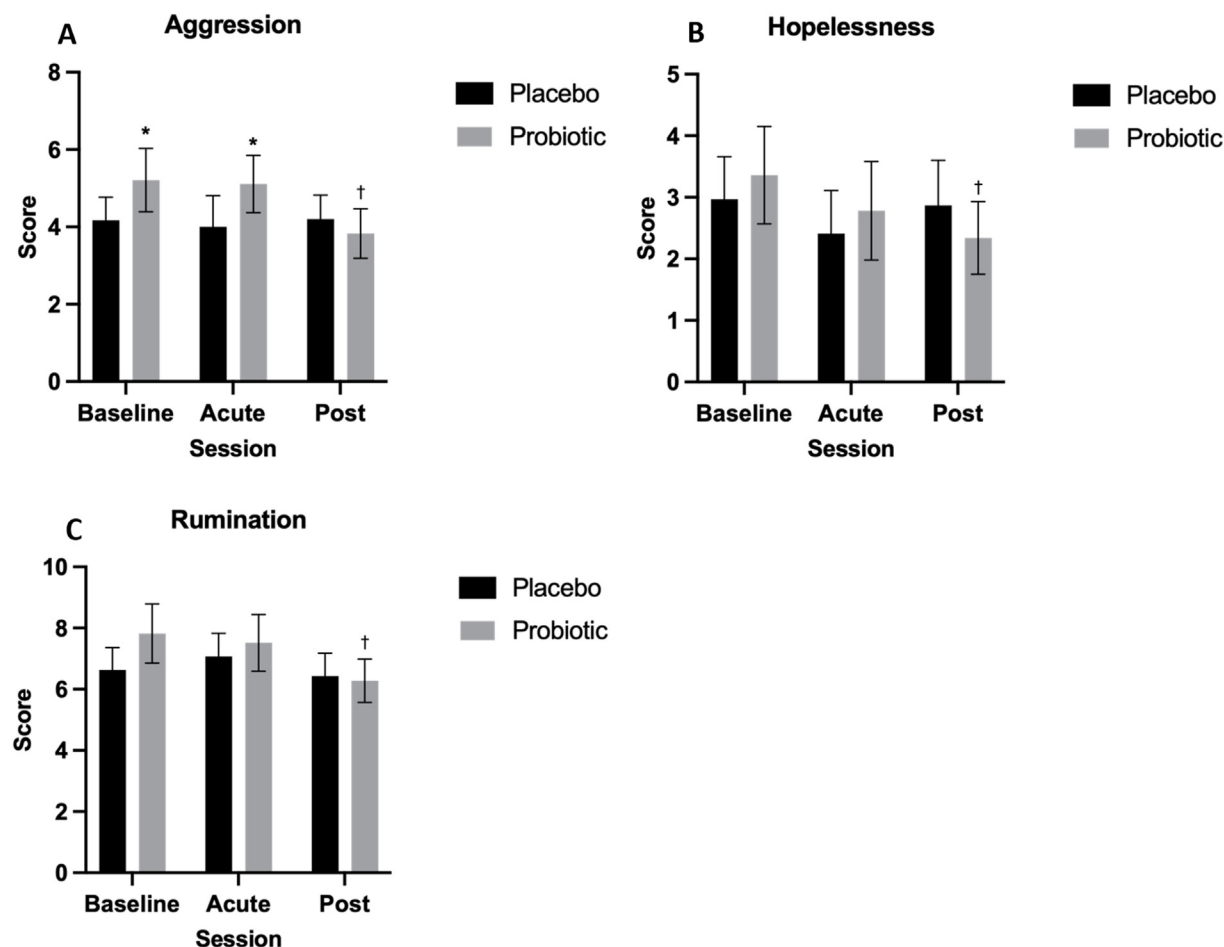 A
Aggression
8
6
4
2
0
Score
*
*
†
Placebo
Probiotic
Baseline
Acute
Post
Session
B
Hopelessness
5
4
3
2
1
0
Score
†
Placebo
Probiotic
Baseline
Acute
Post
Session
C
Rumination
10
8
6
4
2
0
Score
†
Placebo
Probiotic
Baseline
Acute
Post
Session